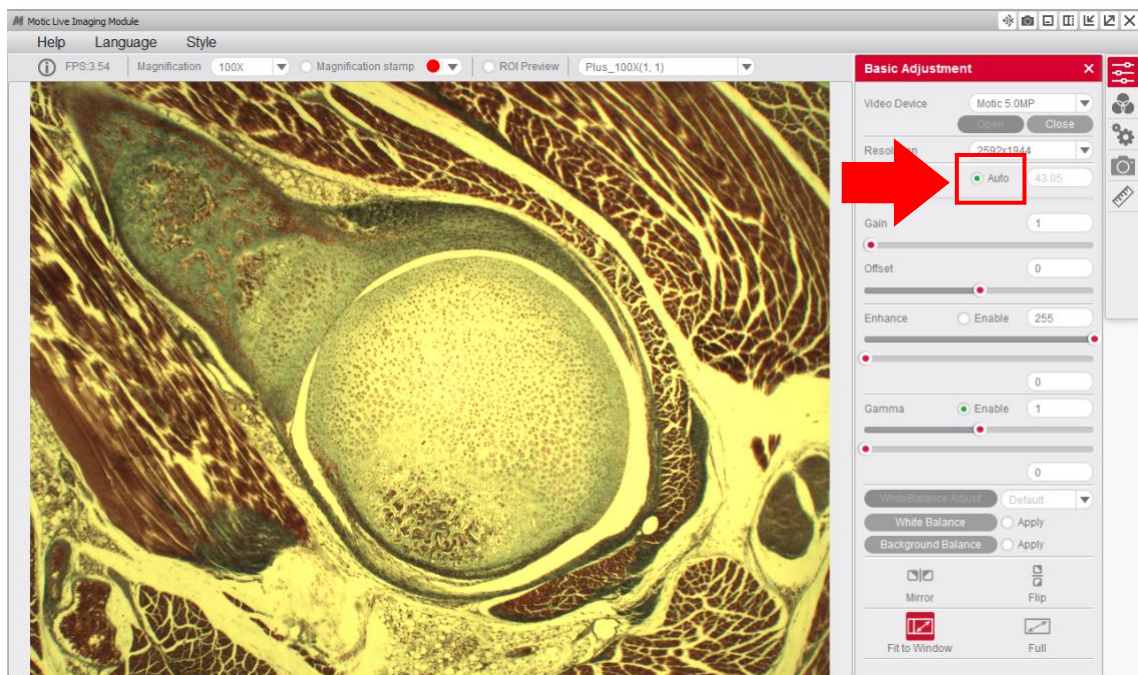 Motic Live Imaging Module
Help Language Style
FPS:3.54 Magnification 100X Magnification stamp ROI Preview Plus_100X(1, 1)
Basic Adjustment
Video Device Motic 5.0MP
Open Close
Resolution 2592x1944
Auto 43.05
Gain 1
Offset 0
Enhance Enable 255
0
Gamma Enable 1
0
WhiteBalance Adjust Default
White Balance Apply
Background Balance Apply
Mirror Flip
Fit to Window Full